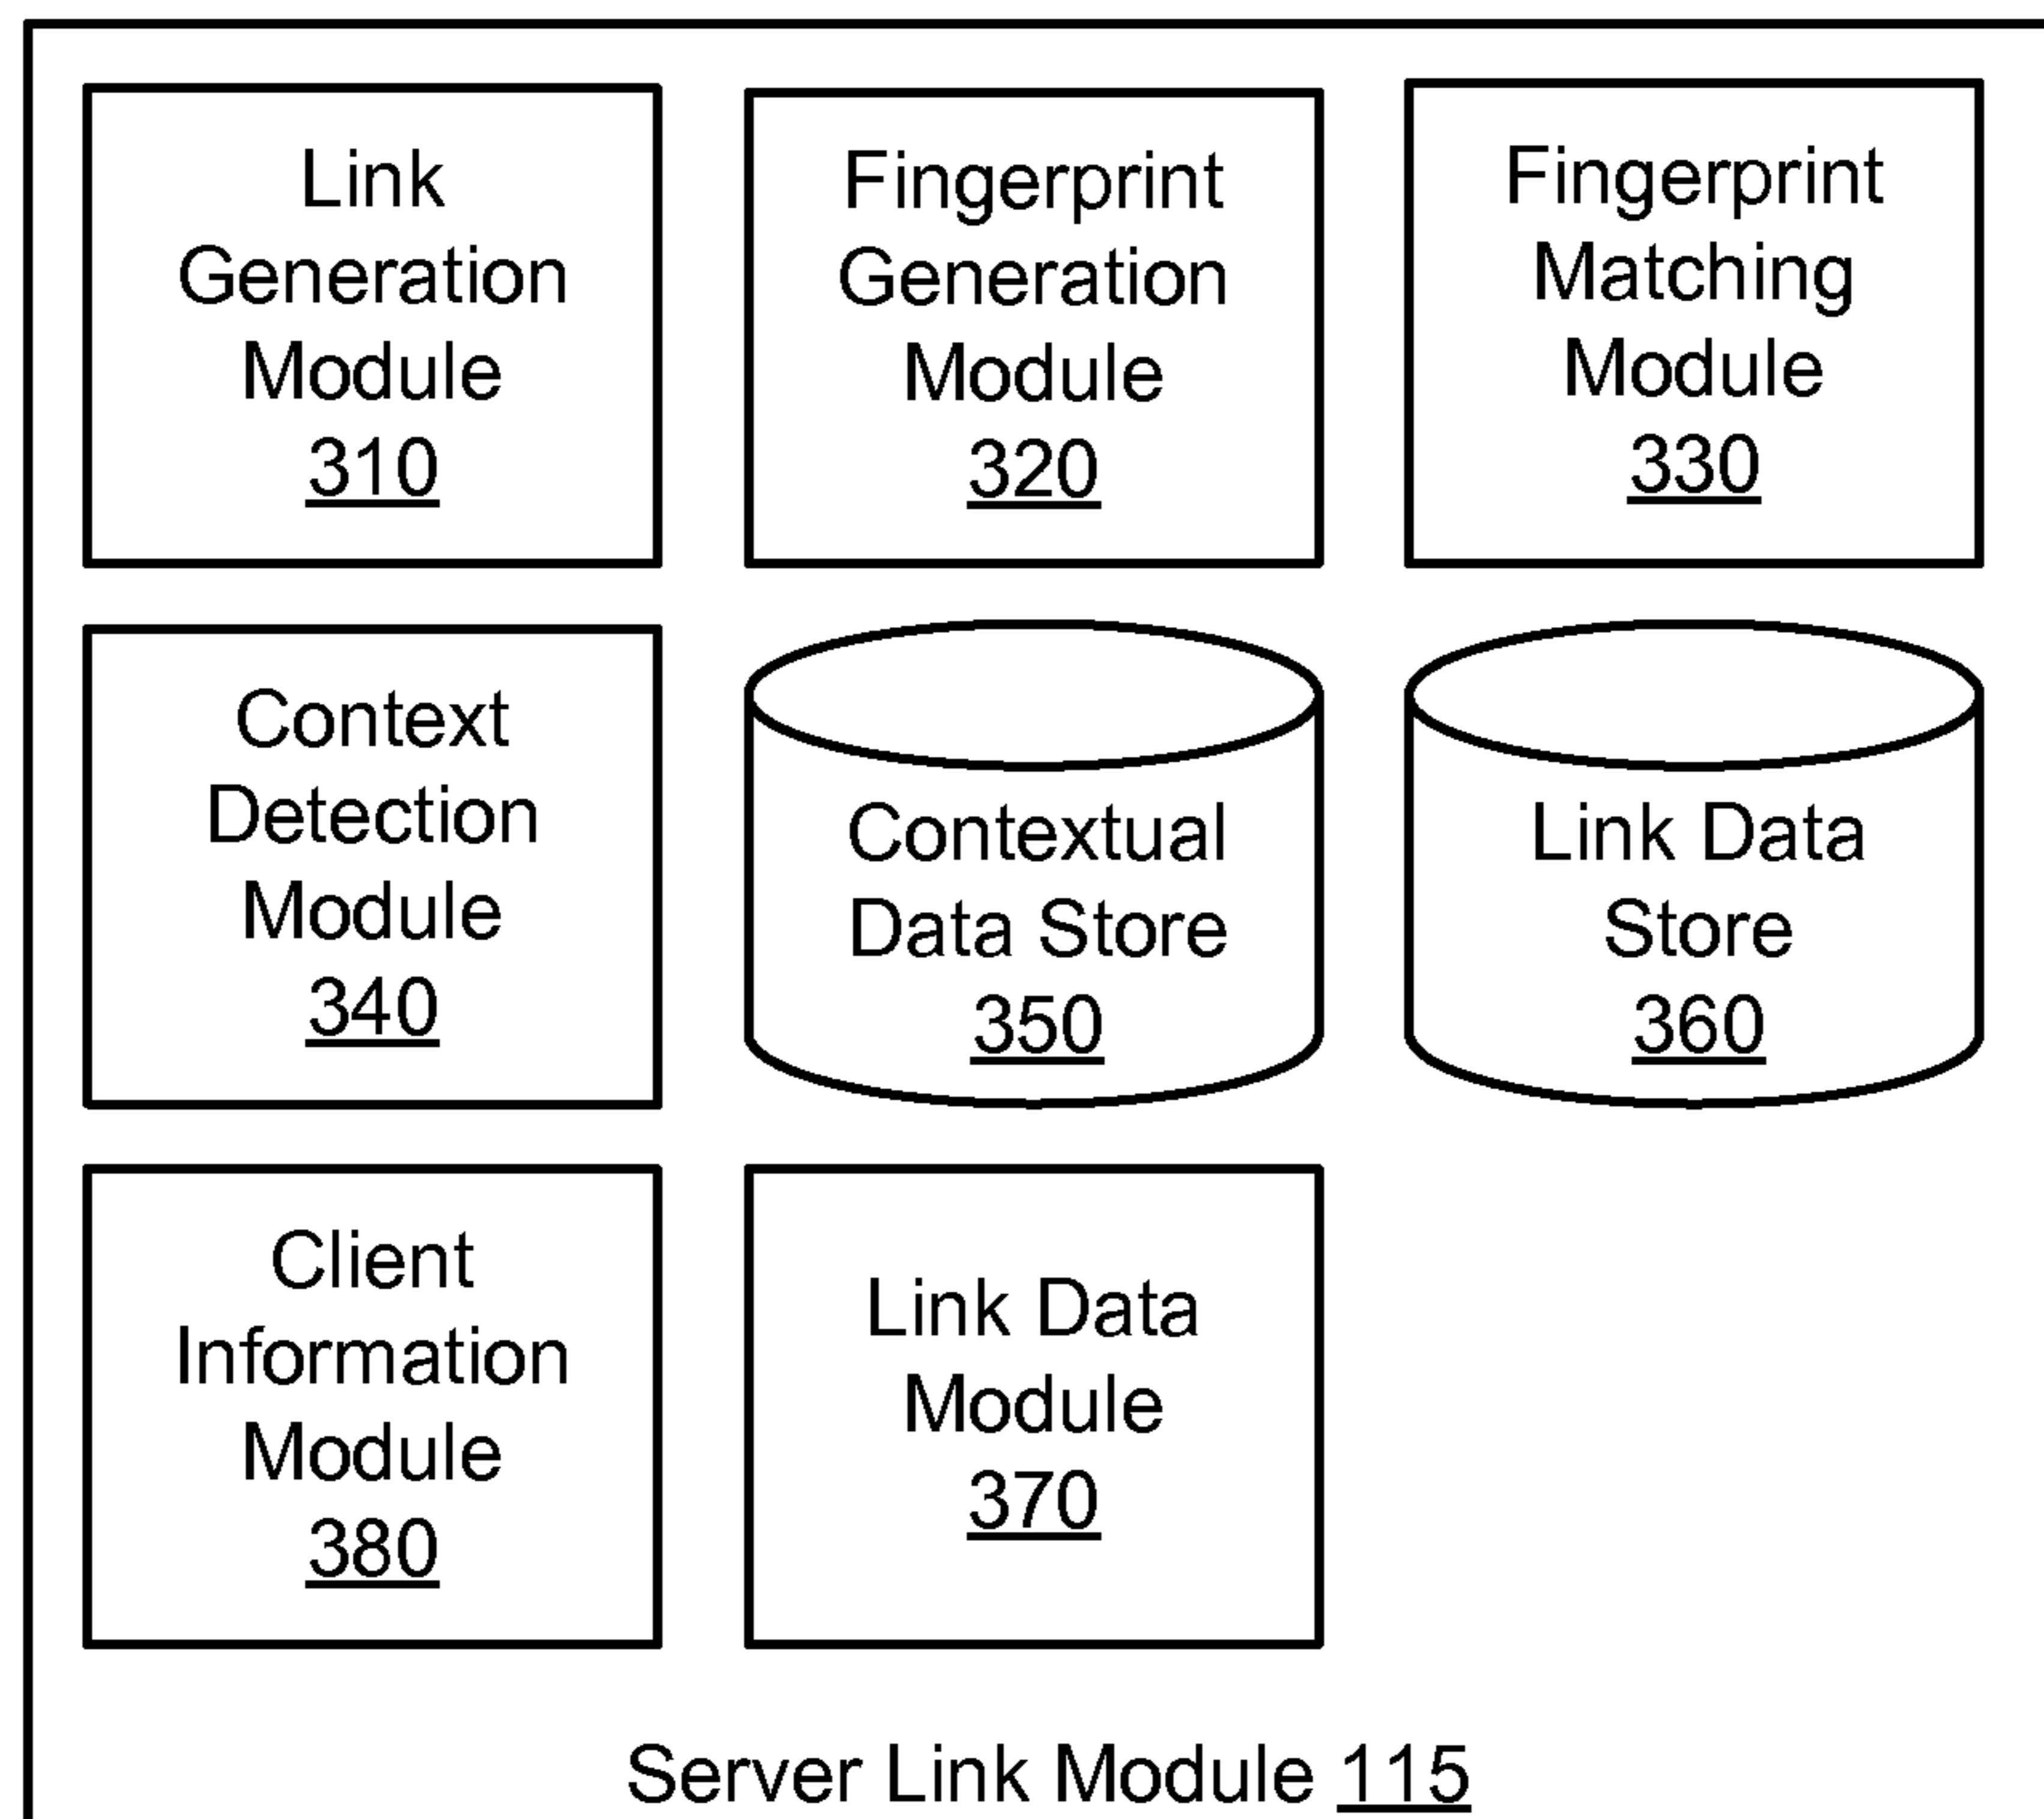 Link
Generation
Module
310
Fingerprint
Generation
Module
320
Fingerprint
Matching
Module
330
Context
Detection
Module
340
Contextual
Data Store
350
Link Data
Store
360
Client
Information
Module
380
Link Data
Module
370
Server Link Module 115